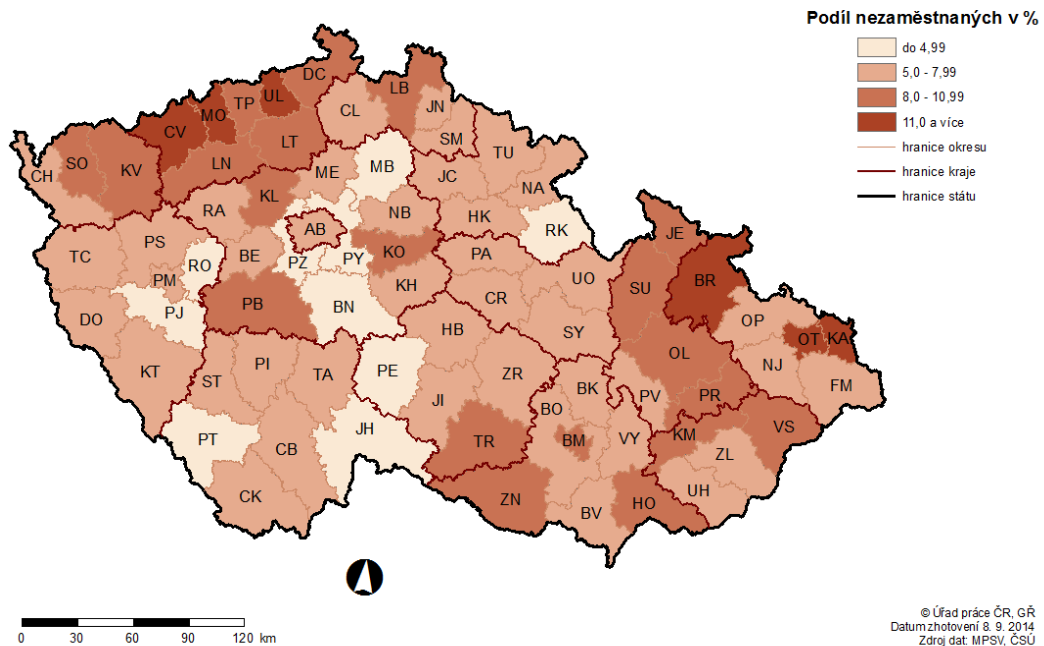 Podíl nezaměstnaných v %
do 4,99
5,0 - 7,99
8,0 - 10,99
11,0 a více
hranice okresu
hranice kraje
hranice státu
DC
LB
UL
TP
MO
CL
JN
CV
LT
SM
TU
SO
KV
LN
ME
MB
JC
NA
CH
KL
RA
NB
HK
RK
AB
JE
PS
BE
PZ
PY
KO
PA
TC
RO
PM
KH
UO
SU
BR
PJ
PB
BN
CR
OP
DO
HB
SY
OL
OT
KA
KT
ST
PI
TA
PE
ZR
BK
NJ
FM
JI
BO
PV
PR
PT
JH
TR
BM
VY
KM
VS
CB
ZL
CK
ZN
BV
HO
UH
0 30 60 90 120 km
© Úřad práce ČR, GŘ
Datum zhotovení 8. 9. 2014
Zdroj dat: MPSV, ČSÚ